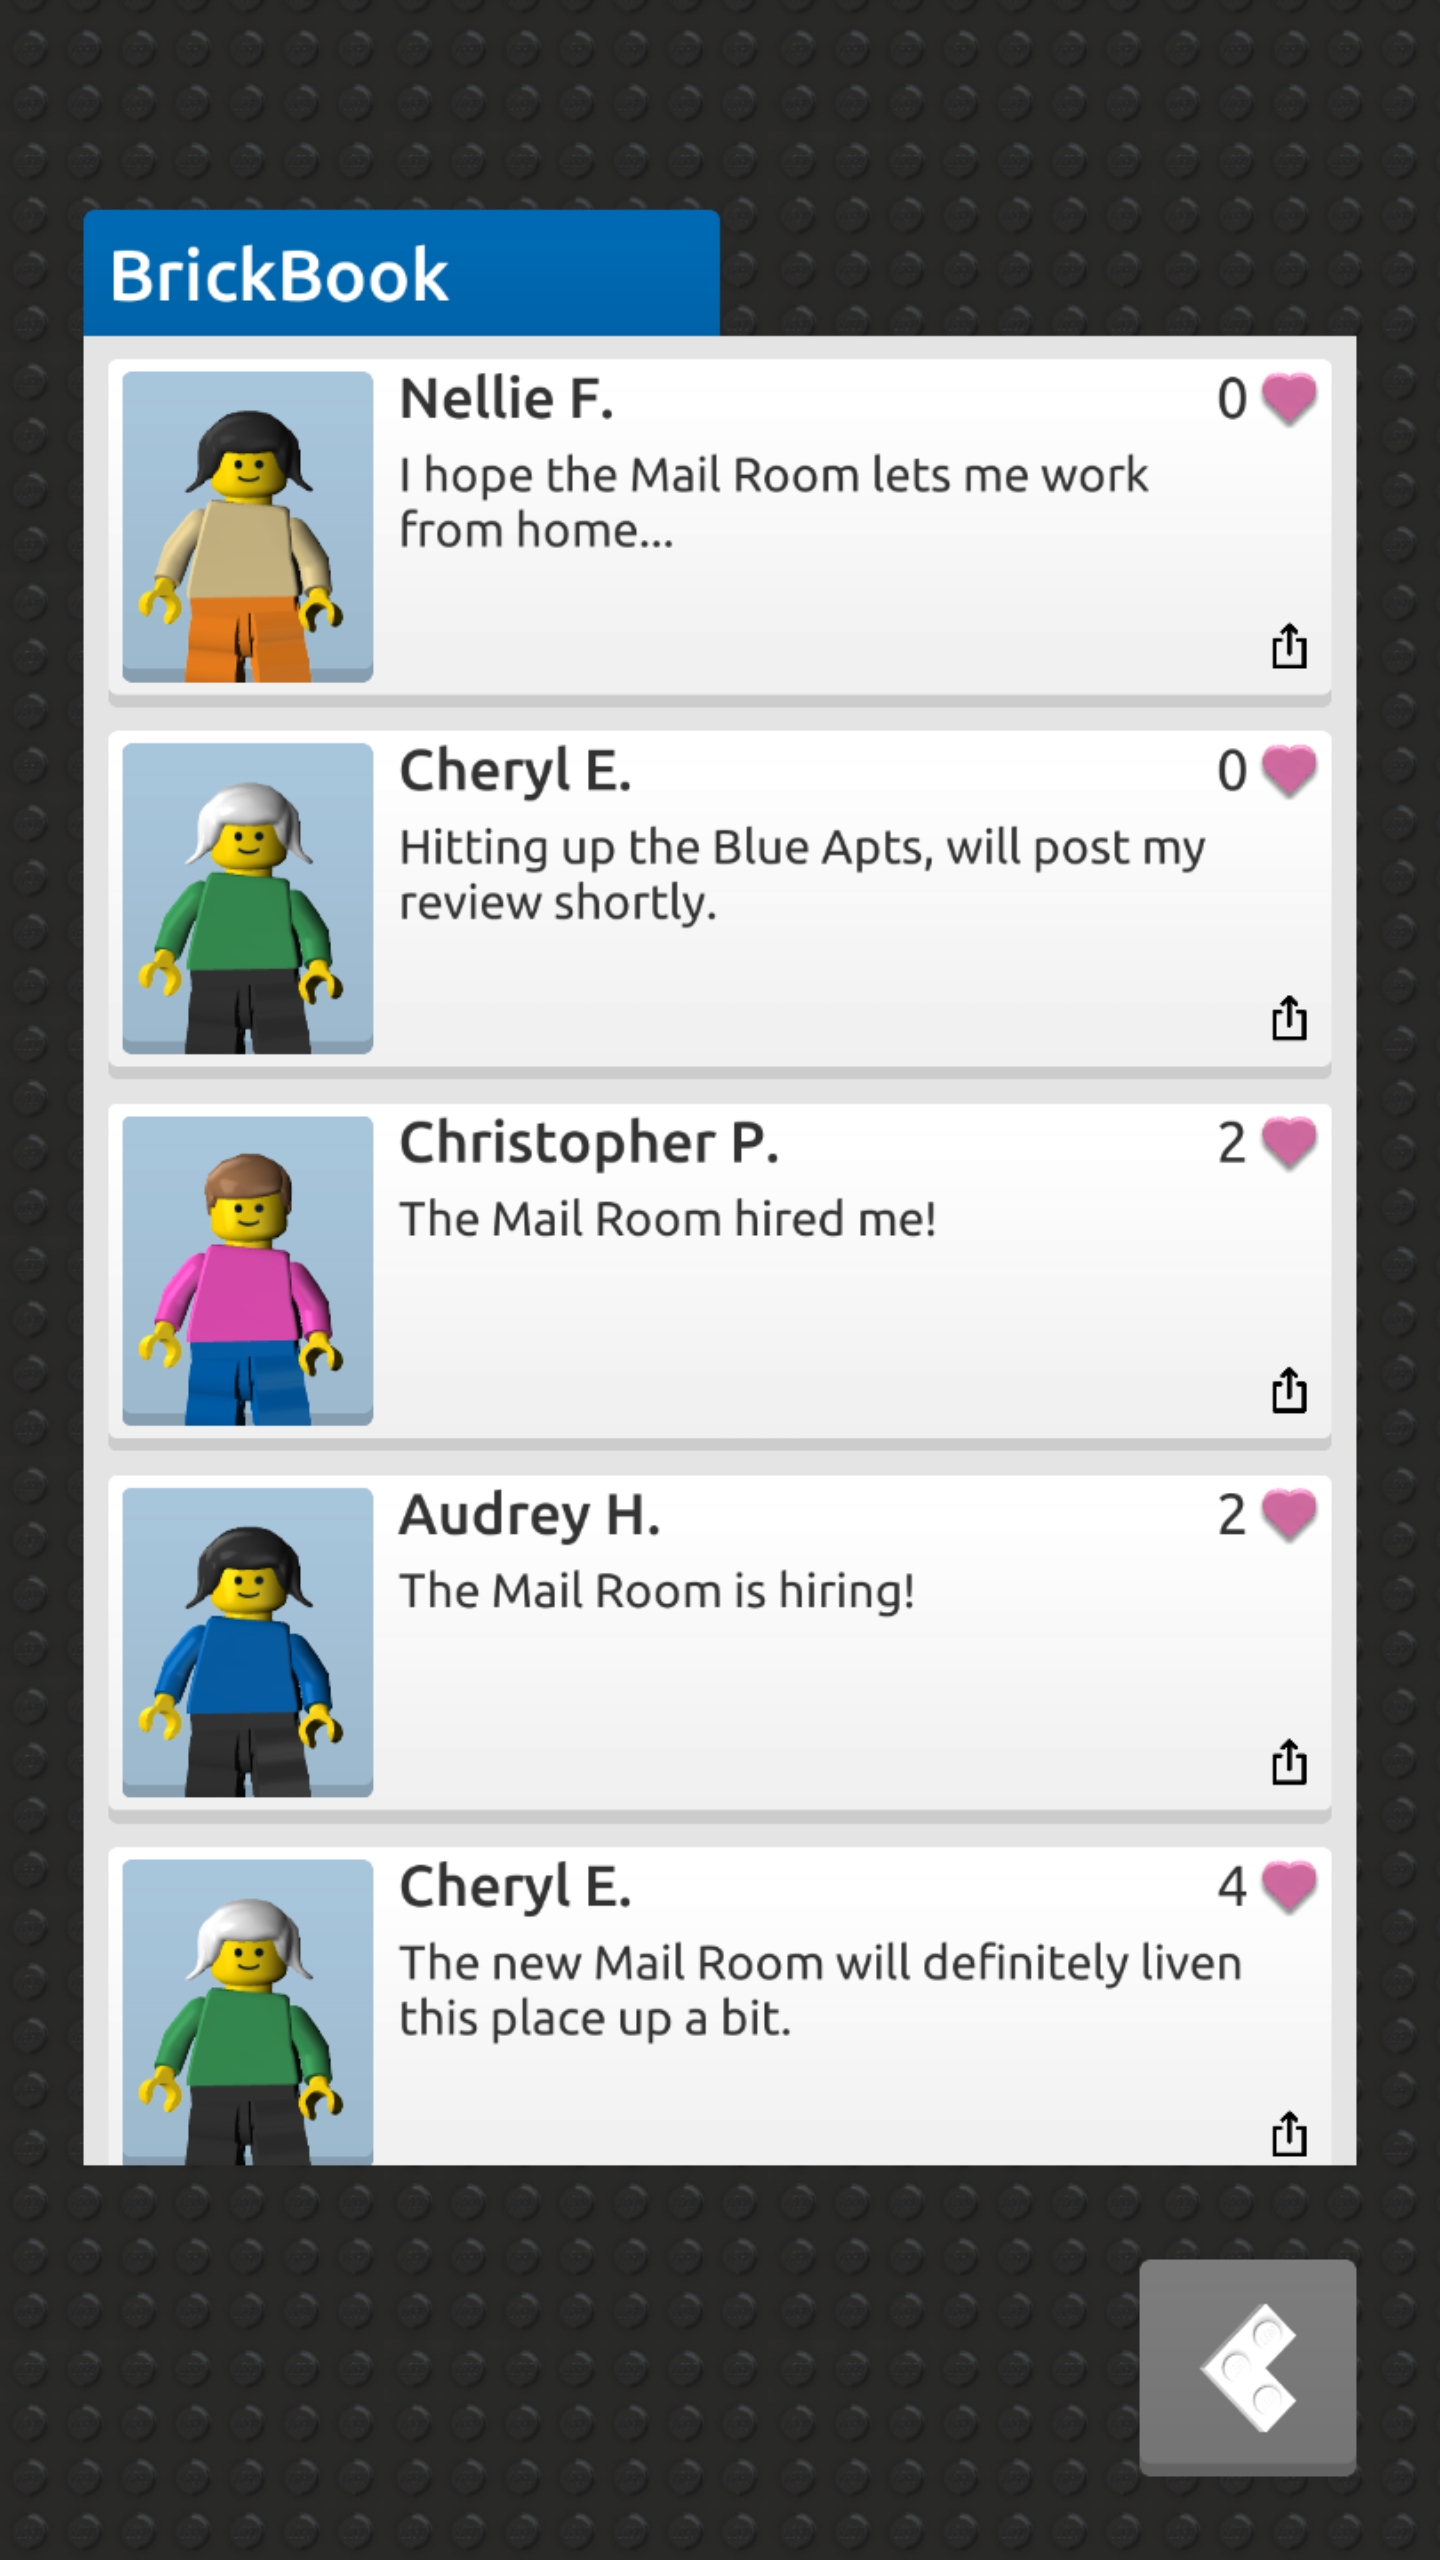 BrickBook
Nellie F.
0
I hope the Mail Room lets me work
from home...
Cheryl E.
0
Hitting up the Blue Apts, will post my
review shortly.
Christopher P.
2
The Mail Room hired me!
Audrey H.
2
The Mail Room is hiring!
Cheryl E.
4
The new Mail Room will definitely liven
this place up a bit.